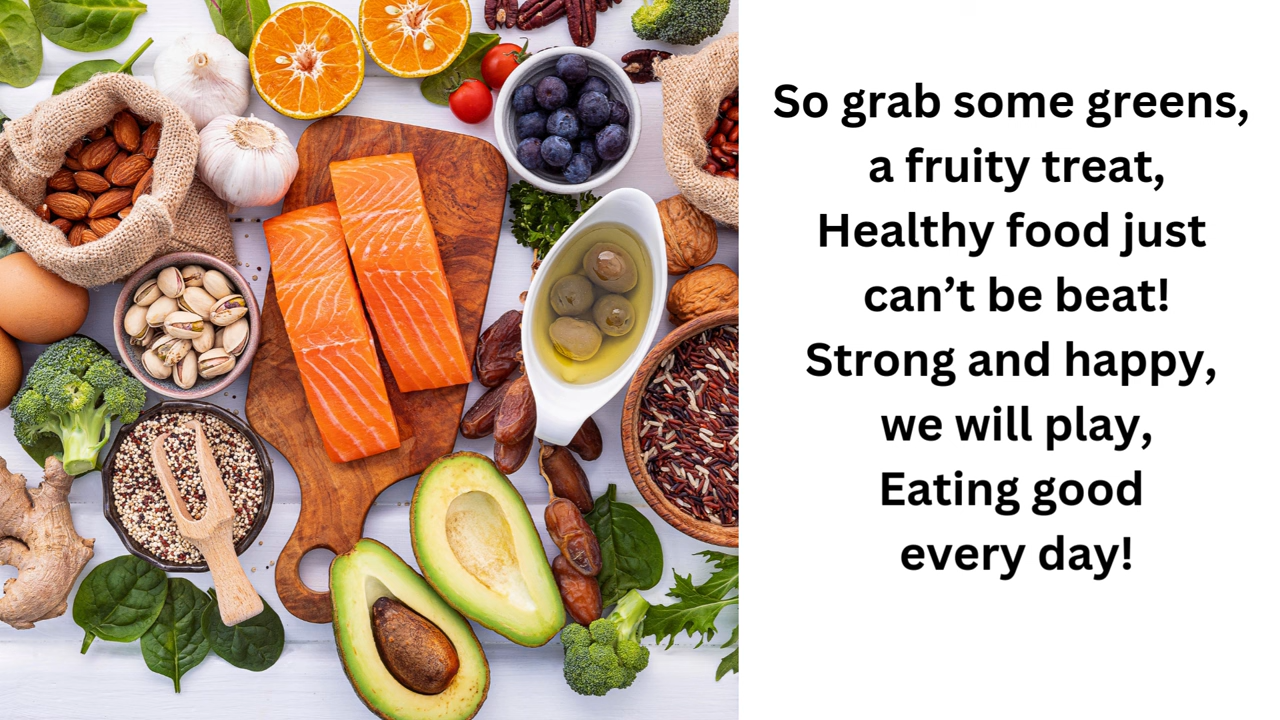 So grab some greens,
a fruity treat,
Healthy food just
can’t be beat!
Strong and happy,
we will play,
Eating good
every day!